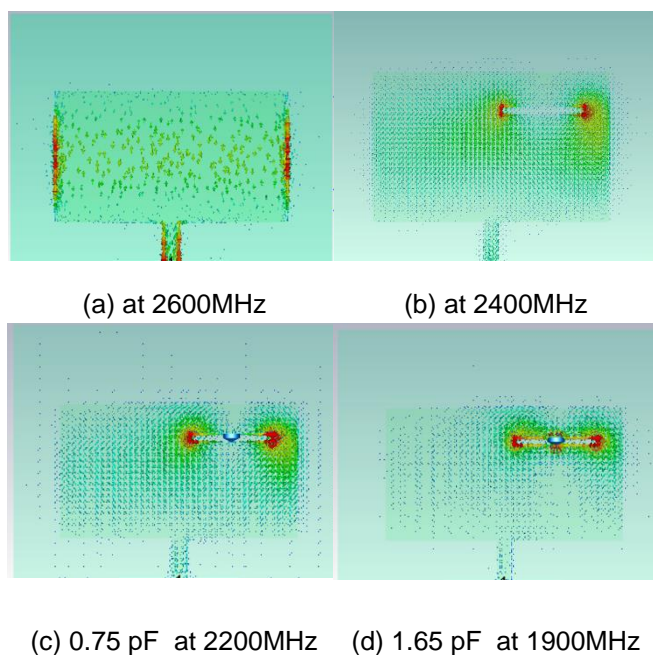 (a) at 2600MHz
(b) at 2400MHz
(c) 0.75 pF at 2200MHz
(d) 1.65 pF at 1900MHz